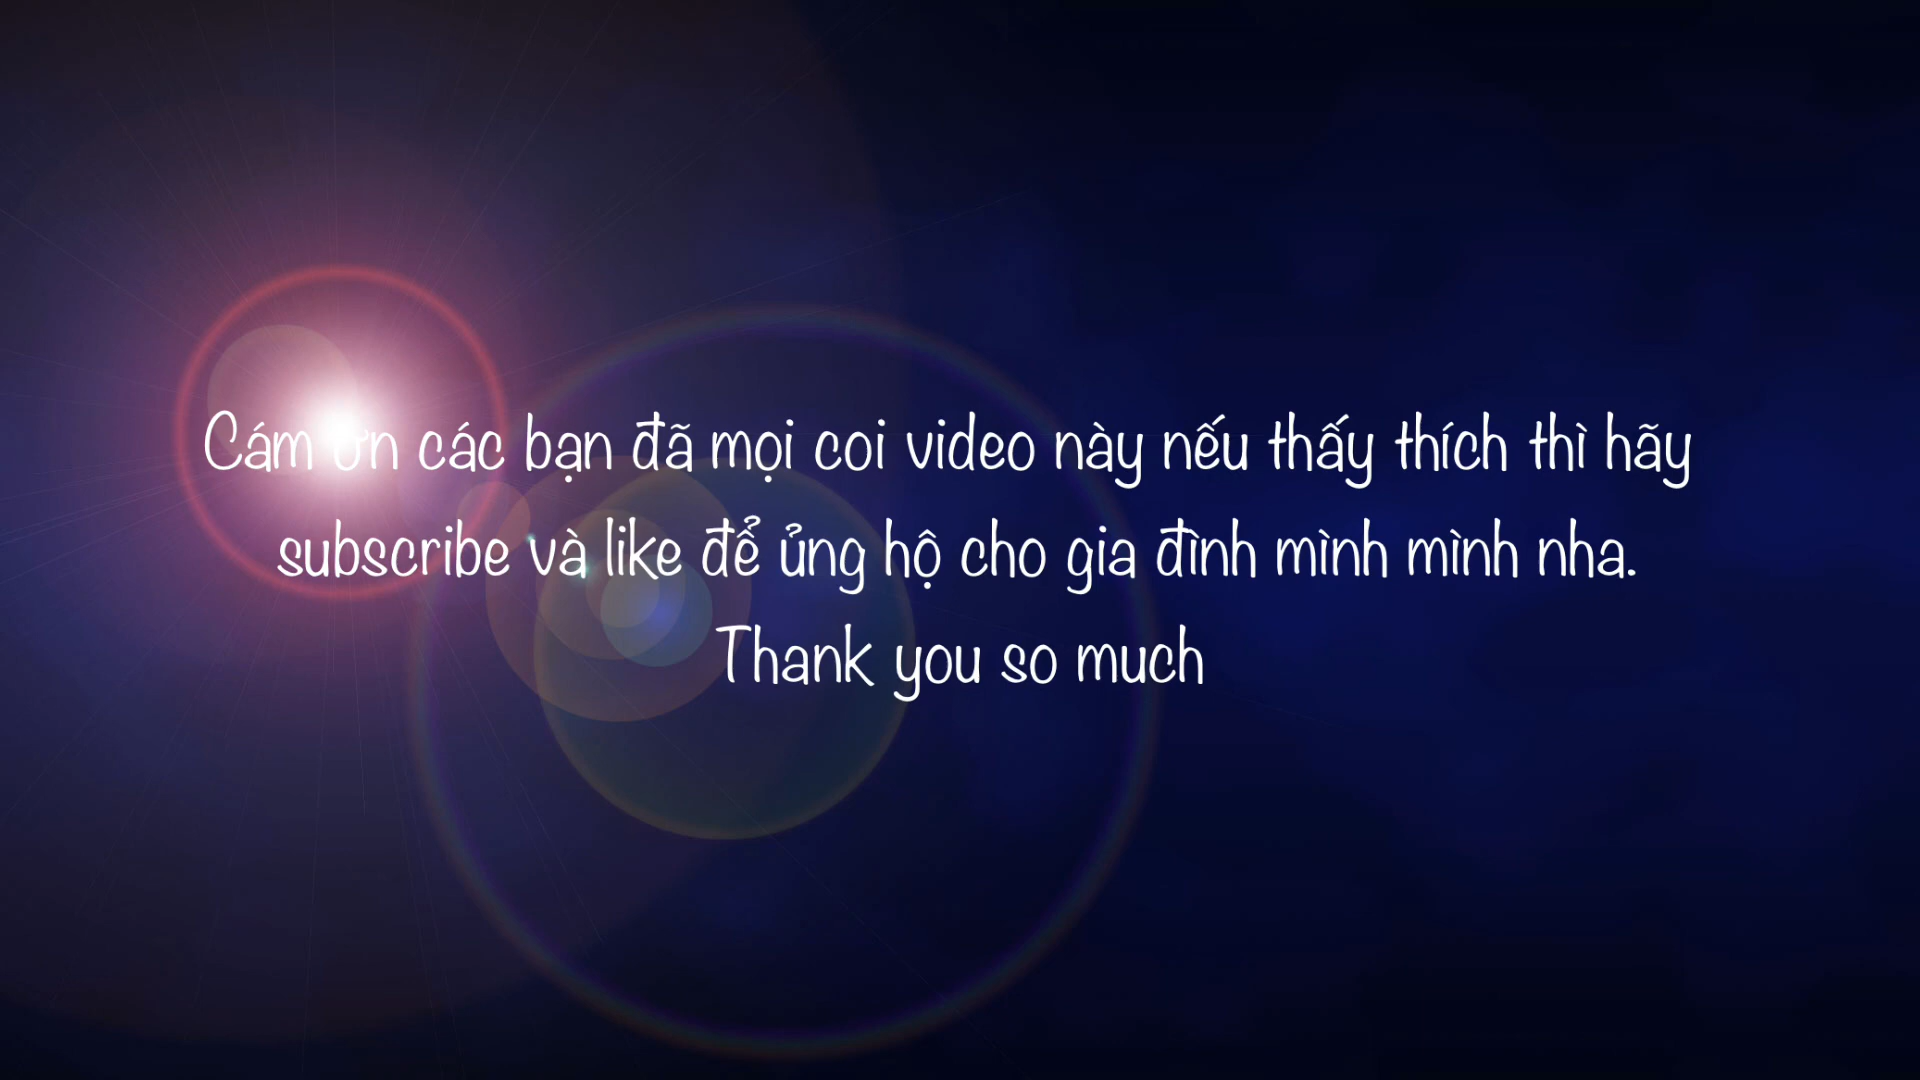 Cám ơn các bạn đã mọi coi video này nếu thấy thích thì hãy
subscribe và like để ủng hộ cho gia đình mình mình nha.
Thank you so much